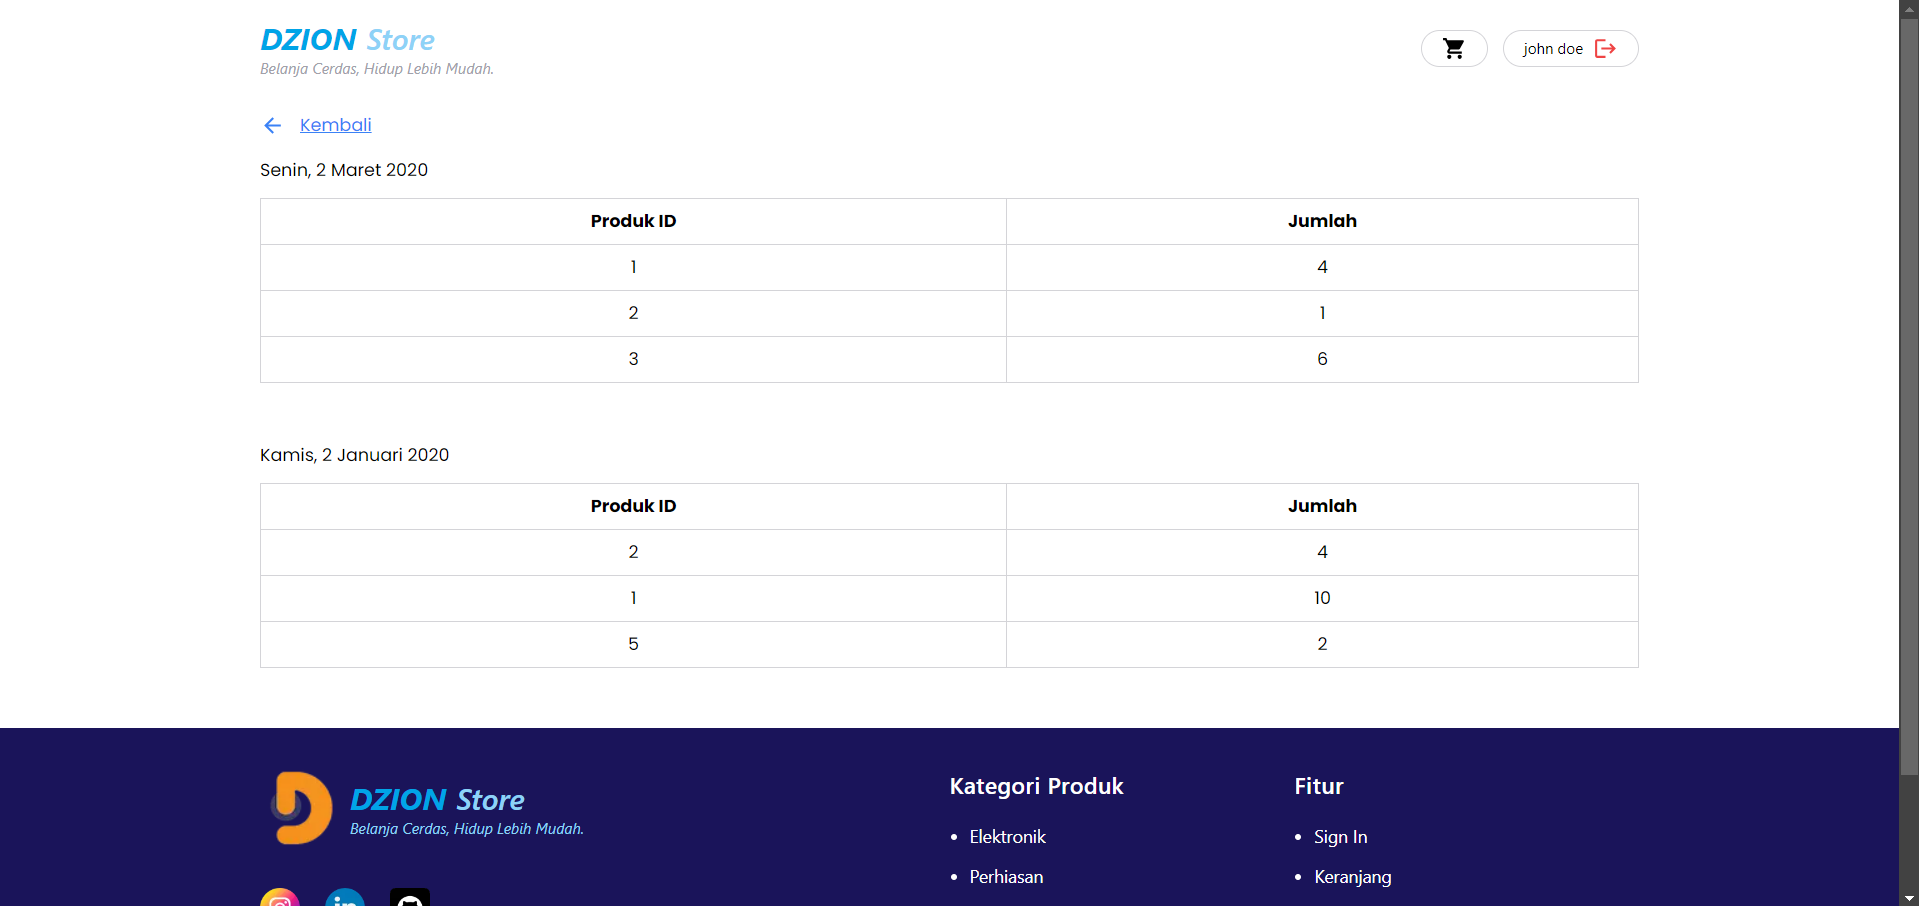 DZION Store
Belanja Cerdas, Hidup Lebih Mudah.
john doe
Kembali
Senin, 2 Maret 2020
Produk ID Jumlah
1 4
2 1
3 6
Kamis, 2 Januari 2020
Produk ID Jumlah
2 4
1 10
5 2
DZION Store
Belanja Cerdas, Hidup Lebih Mudah.
Kategori Produk
• Elektronik
• Perhiasan
Fitur
• Sign In
• Keranjang
in